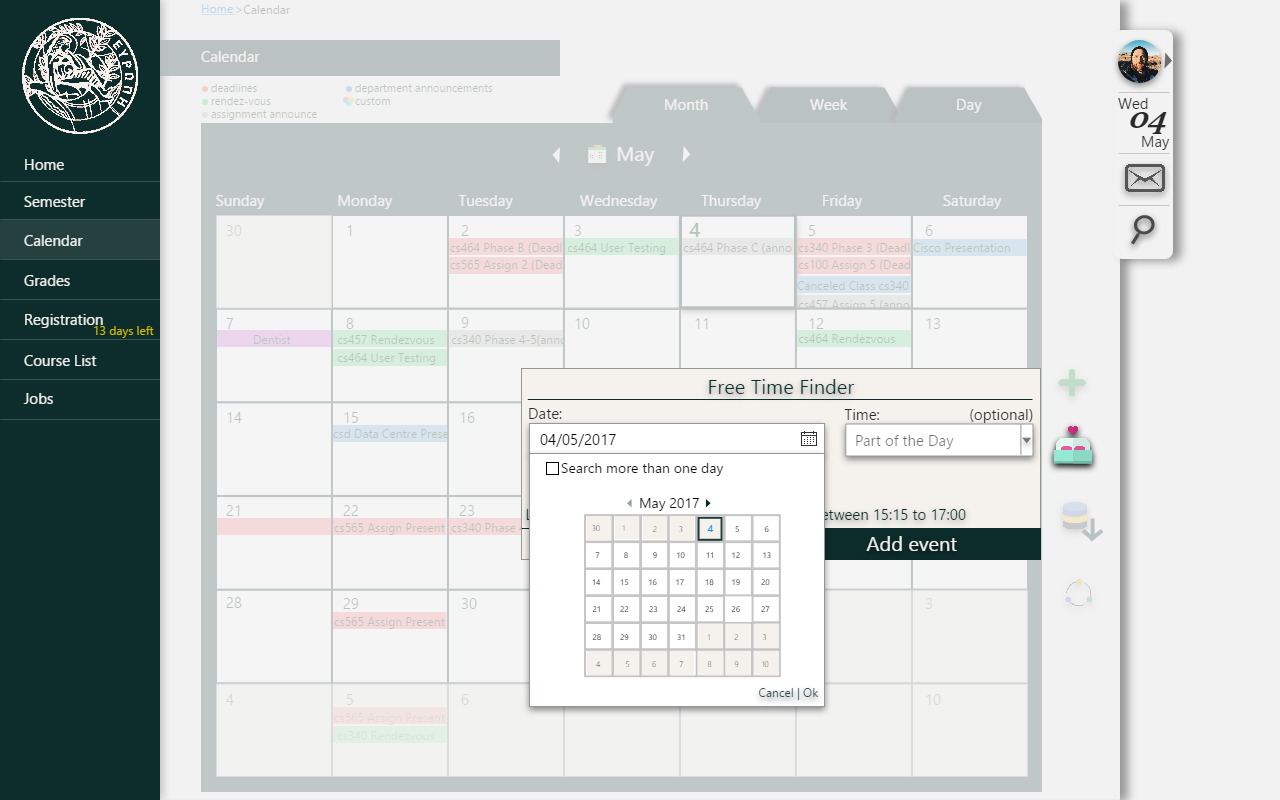 ΕΥΡΩΠΗ
Home
Semester
Calendar
Grades
Registration
13 days left
Course List
Jobs
Home >Calendar
Calendar
deadlines
department announcements
rendez-vous
custom
assignment announce
Month Week Day
May
Sunday Monday Tuesday Wednesday Thursday Friday Saturday
30 1 2 3 4 5 6
cs464 Phase B (Deadl
cs464 User Testing
cs464 Phase C (anno
cs340 Phase 3 (Deadl
Cisco Presentation
cs565 Assign 2 (Dead
cs100 Assign 5 (Dead
Canceled Class cs340
cs457 Assign 5 (anno
7 8 9 10 11 12 13
Dentist
cs457 Rendezvous
cs340 Phase 4-5(anno
cs464 Rendezvous
cs464 User Testing
14 15 16
csd Data Centre Prese
21 22 23
cs565 Assign Present
cs340 Phase
28 29 30 3
cs565 Assign Present
4 5 6 10
cs565 Assign Present
cs340 Rendezvous
Free Time Finder
Date: Time: (optional)
04/05/2017
Part of the Day
Search more than one day
May 2017
30 1 2 3 4 5 6
7 8 9 10 11 12 13
14 15 16 17 18 19 20
21 22 23 24 25 26 27
28 29 30 31 1 2 3
4 5 6 7 8 9 10
Cancel | Ok
etween 15:15 to 17:00
Add event
Wed
04
May